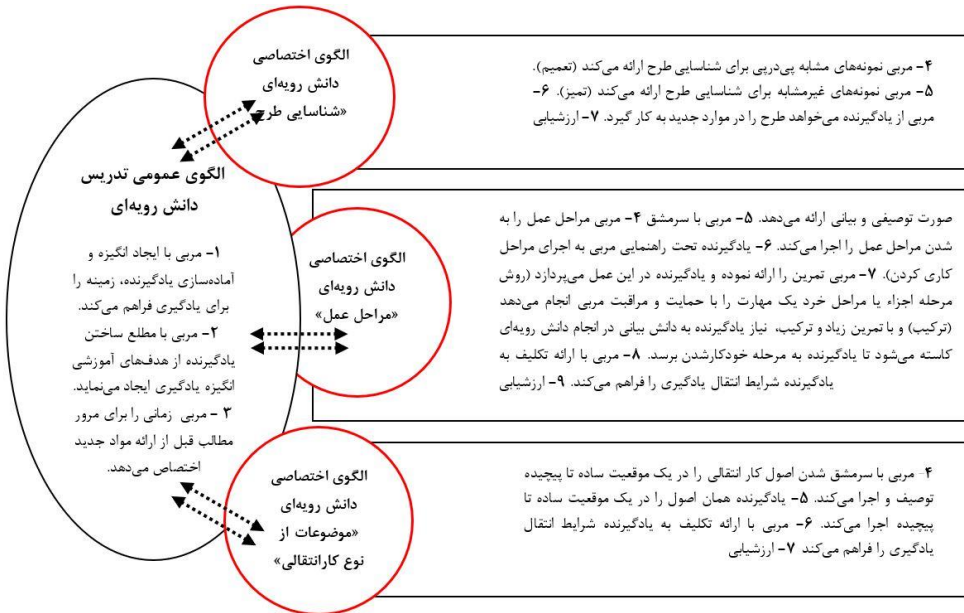 الگوی عمومی تدریس
دانش رویه‌ای
۱- مربی با ایجاد انگیزه و
آماده‌سازی یادگیرنده، زمینه را
برای یادگیری فراهم می‌کند.
۲- مربی با مطلع ساختن
یادگیرنده از هدف‌های آموزشی
انگیزه یادگیری ایجاد می‌نماید.
۳ - مربی زمانی را برای مرور
مطالب قبل از ارائه مواد جدید
اختصاص می‌دهد.
الگوی اختصاصی
دانش رویه‌ای
«شناسایی طرح
۴- مربی نمونه‌های مشابه پی‌درپی برای شناسایی طرح ارائه می‌کند (تعمیم).
۵- مربی نمونه‌های غیرمشابه برای شناسایی طرح ارائه می‌کند (تمیز). ۶-
مربی از یادگیرنده می‌خواهد طرح را در موارد جدید به کار گیرد. ۷- ارزشیابی
الگوی اختصاصی
دانش رویه‌ای
«مراحل عمل»
صورت توصیفی و بیانی ارائه می‌دهد. ۵- مربی با سرمشق ۴- مربی مراحل عمل را به
شدن مراحل عمل را اجرا می‌کند. ۶- یادگیرنده تحت راهنمایی مربی به اجرای مراحل
کاری کردن). ۷- مربی تمرین را ارائه نموده و یادگیرنده در این عمل می‌پردازد (روش
مرحله اجزاء یا مراحل خرد یک مهارت را با حمایت و مراقبت مربی انجام می‌دهد
(ترکیب) و با تمرین زیاد و ترکیب، نیاز یادگیرنده به دانش بیانی در انجام دانش رویه‌ای
کاسته می‌شود تا یادگیرنده به مرحله خودکارشدن برسد. ۸- مربی با ارائه تکلیف به
یادگیرنده شرایط انتقال یادگیری را فراهم می‌کند. ۹- ارزشیابی
الگوی اختصاصی
دانش رویه‌ای
«موضوعات از
نوع کارانتقالی»
۴- مربی با سرمشق شدن اصول کار انتقالی را در یک موقعیت ساده تا پیچیده
توصیف و اجرا می‌کند. ۵- یادگیرنده همان اصول را در یک موقعیت ساده تا
پیچیده اجرا می‌کند. ۶- مربی با ارائه تکلیف به یادگیرنده شرایط انتقال
یادگیری را فراهم می‌کند ۷- ارزشیابی